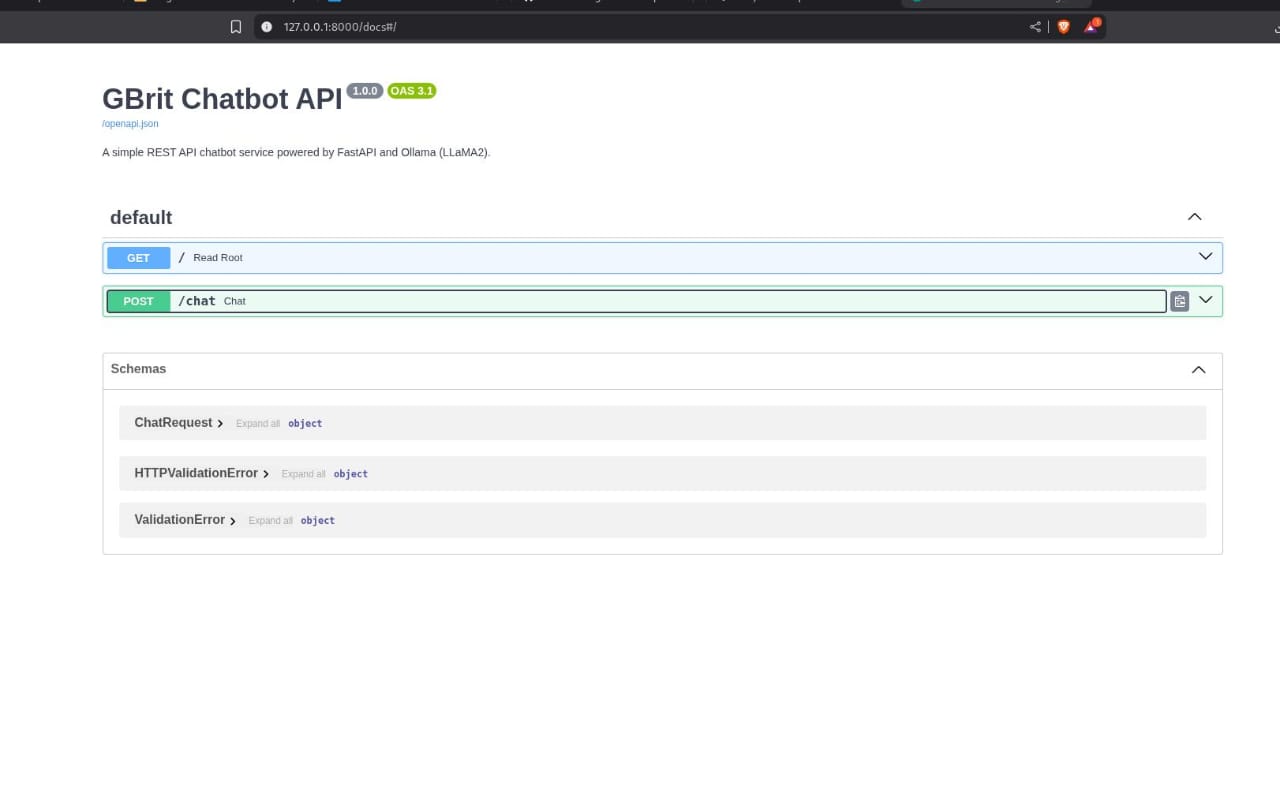 127.0.0.1:8000/docs#/
GBrit Chatbot API 1.0.0 OAS 3.1
/openapi.json
A simple REST API chatbot service powered by FastAPI and Ollama (LLaMA2).
default
GET / Read Root
POST /chat Chat
Schemas
ChatRequest Expand all object
HTTPValidationError Expand all object
ValidationError Expand all object